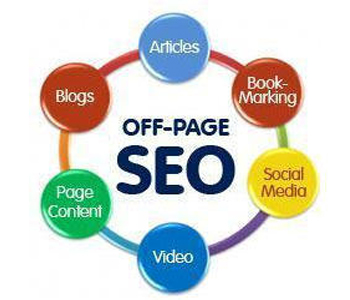 Articles
Book-
Marking
Social
Media
Video
Page
Content
Blogs
OFF-PAGE
SEO